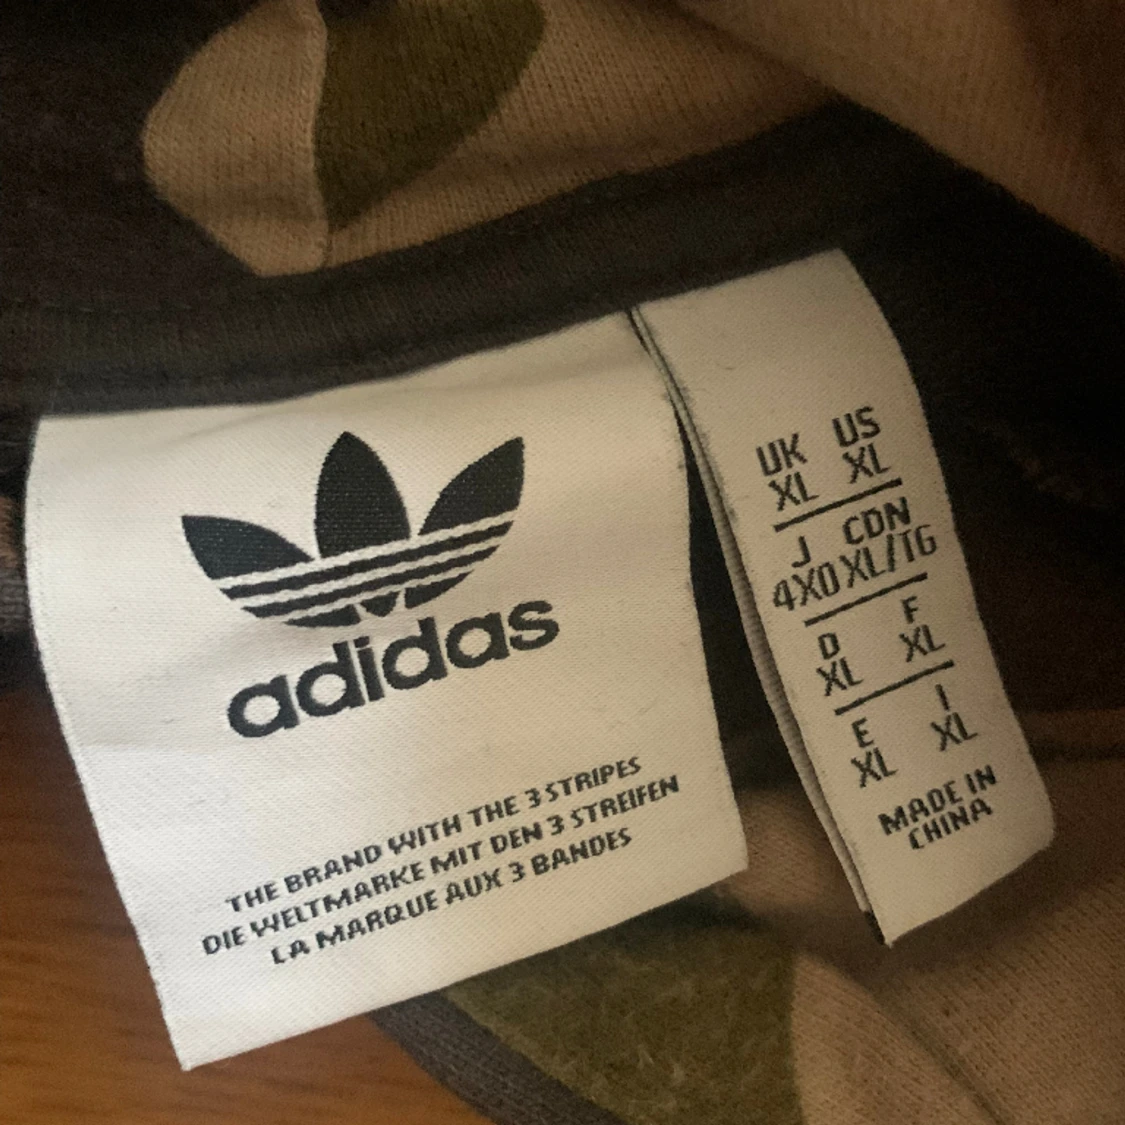 adidas
THE BRAND WITH THE 3 STRIPES
DIE WELTMARKE MIT DEN 3 STREIFEN
LA MARQUE AUX 3 BANDES
UK US
XL XL
J CDN
4XO XL/TG
D F
XL XL
E I
XL XL
MADE IN
CHINA